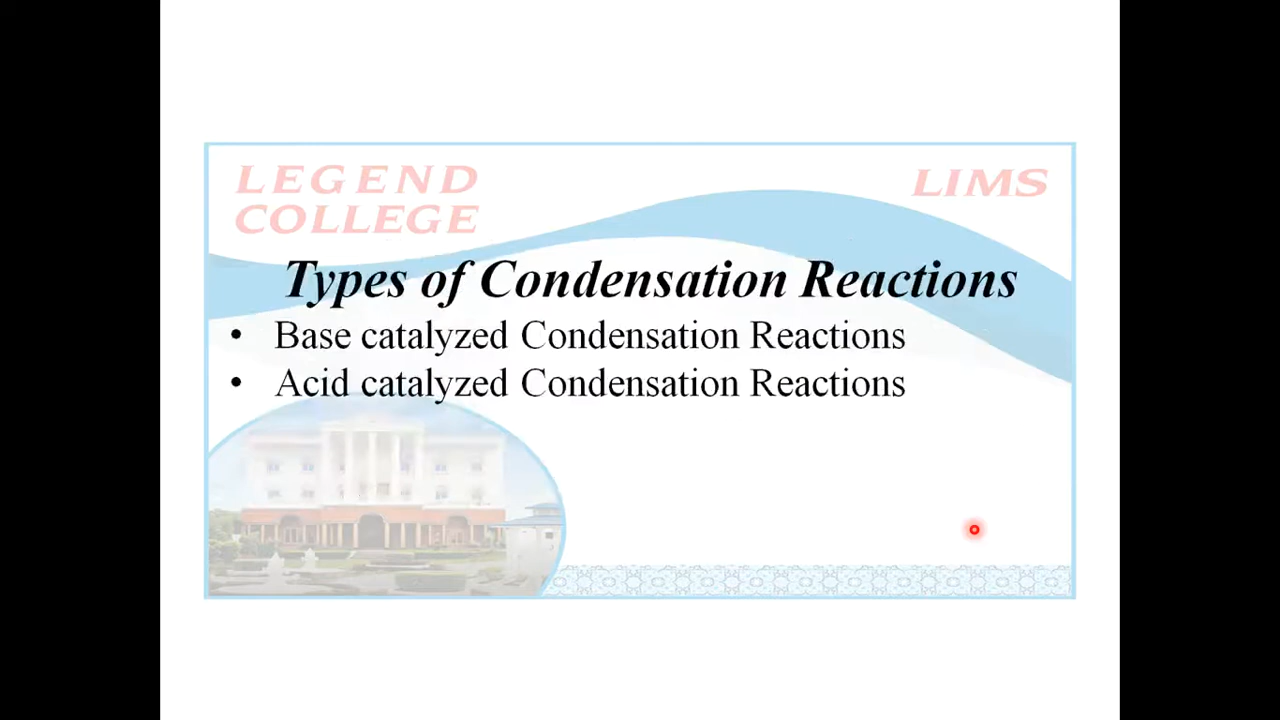 LEGEND
COLLEGE
LIMS
Types of Condensation Reactions
• Base catalyzed Condensation Reactions
• Acid catalyzed Condensation Reactions